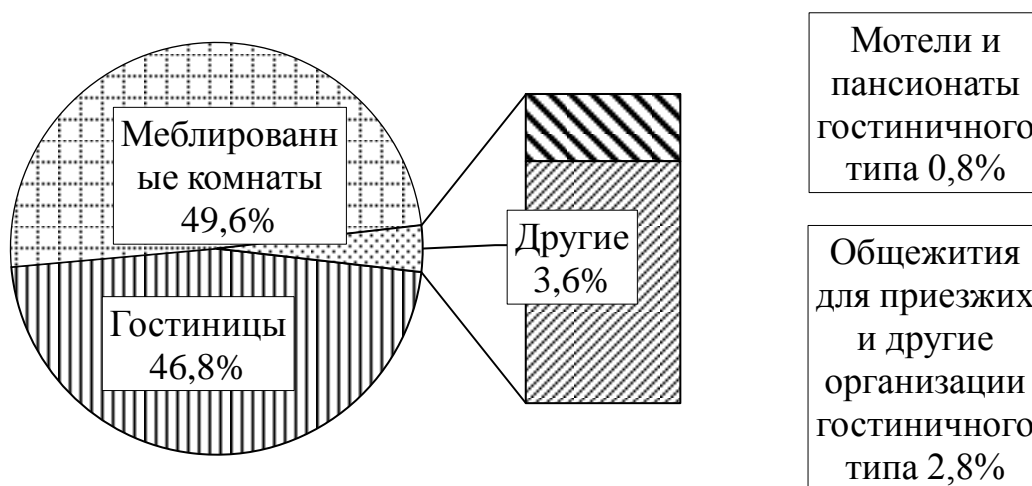 Меблированн
ые комнаты
49,6%
Гостиницы
46,8%
Другие
3,6%
Мотели и
пансионаты
гостиничного
типа 0,8%
Общежития
для приезжих
и другие
организации
гостиничного
типа 2,8%